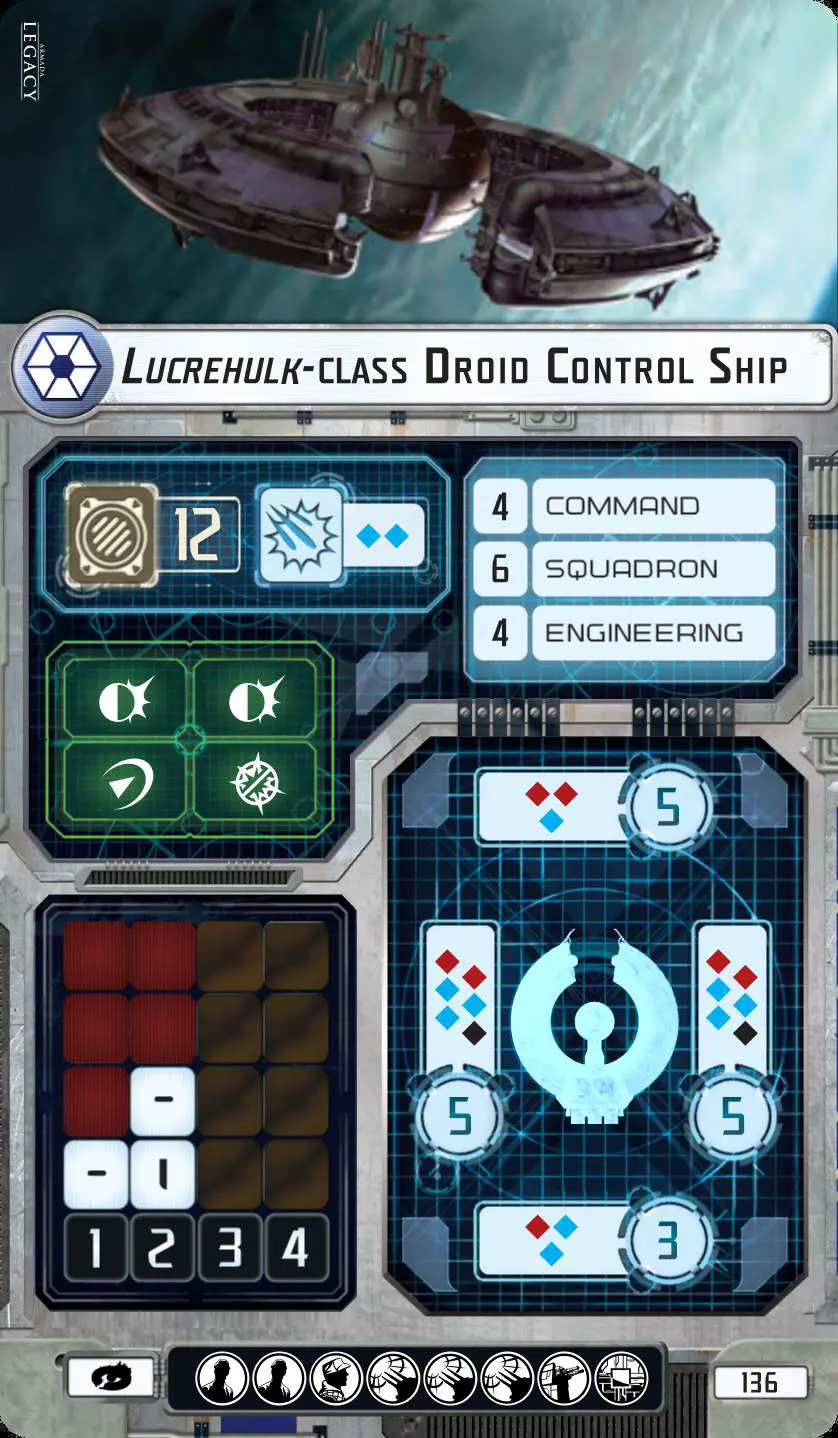 ARMADA
LEGACY
LUCREHULK-CLASS DROID CONTROL SHIP
12
4 COMMAND
6 SQUADRON
4 ENGINEERING
5
5 5
3
-
- I
1 2 3 4
136